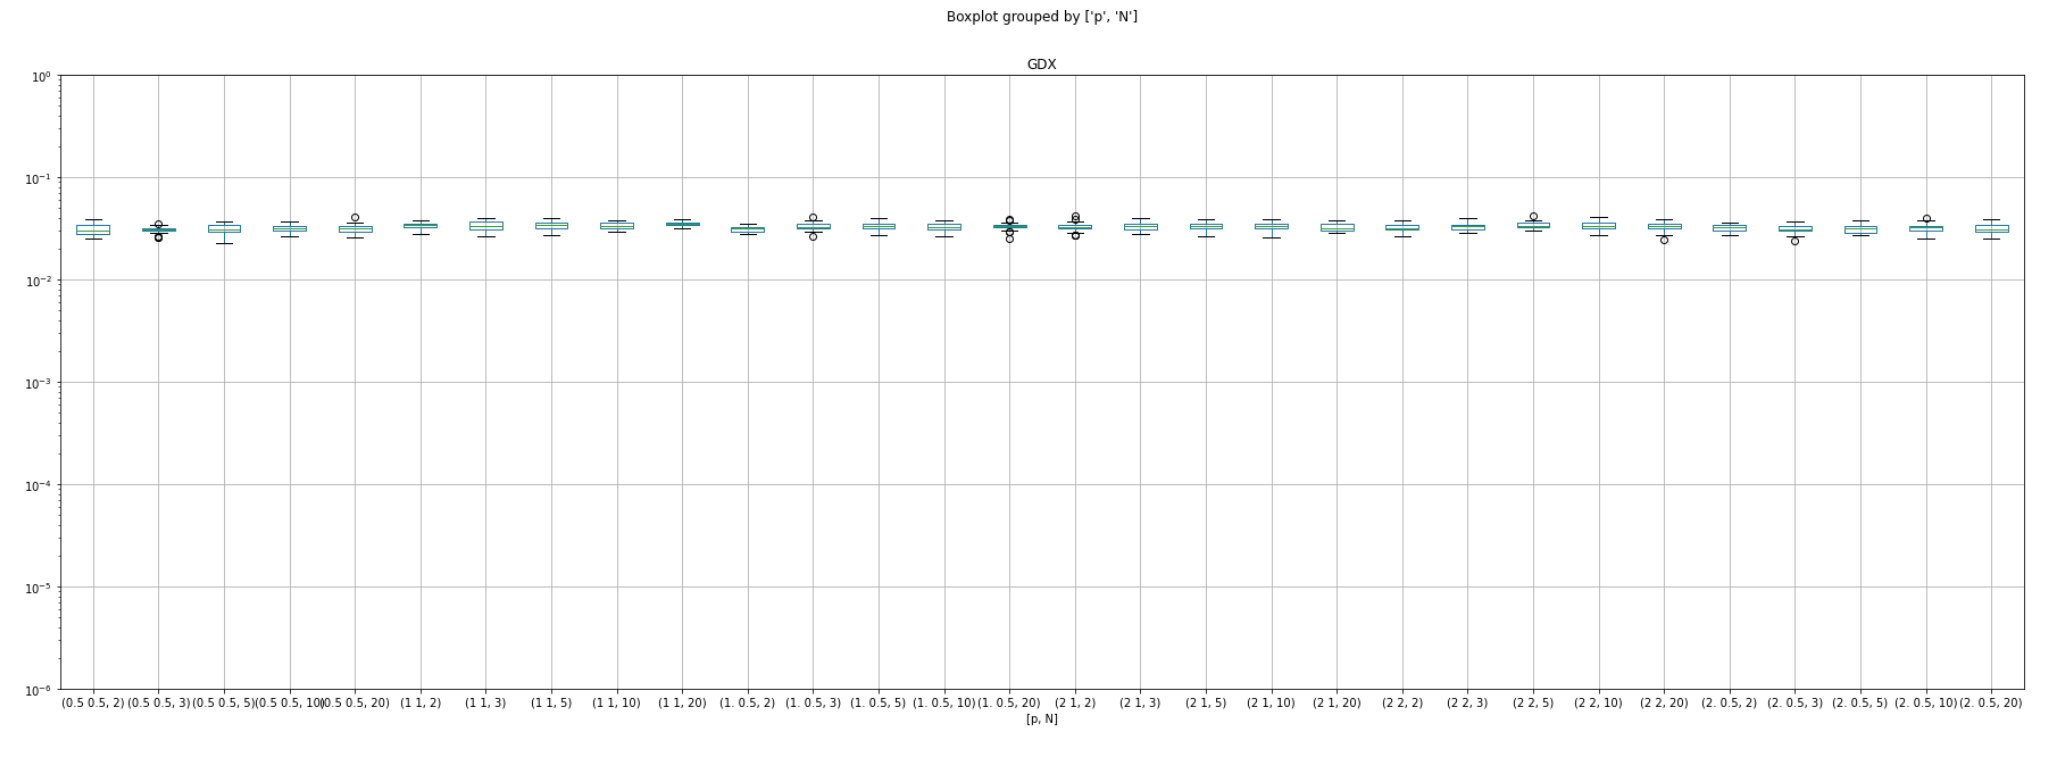 Boxplot grouped by ['p', 'N']
GDX
10⁰
10⁻¹
10⁻²
10⁻³
10⁻⁴
10⁻⁵
10⁻⁶
(0.5 0.5, 2) (0.5 0.5, 3) (0.5 0.5, 5) (0.5 0.5, 10) (0.5 0.5, 20) (1 1, 2) (1 1, 3) (1 1, 5) (1 1, 10) (1 1, 20) (1. 0.5, 2) (1. 0.5, 3) (1. 0.5, 5) (1. 0.5, 10) (1. 0.5, 20) (2 1, 2) (2 1, 3) (2 1, 5) (2 1, 10) (2 1, 20) (2 2, 2) (2 2, 3) (2 2, 5) (2 2, 10) (2 2, 20) (2. 0.5, 2) (2. 0.5, 3) (2. 0.5, 5) (2. 0.5, 10) (2. 0.5, 20)
[p, N]